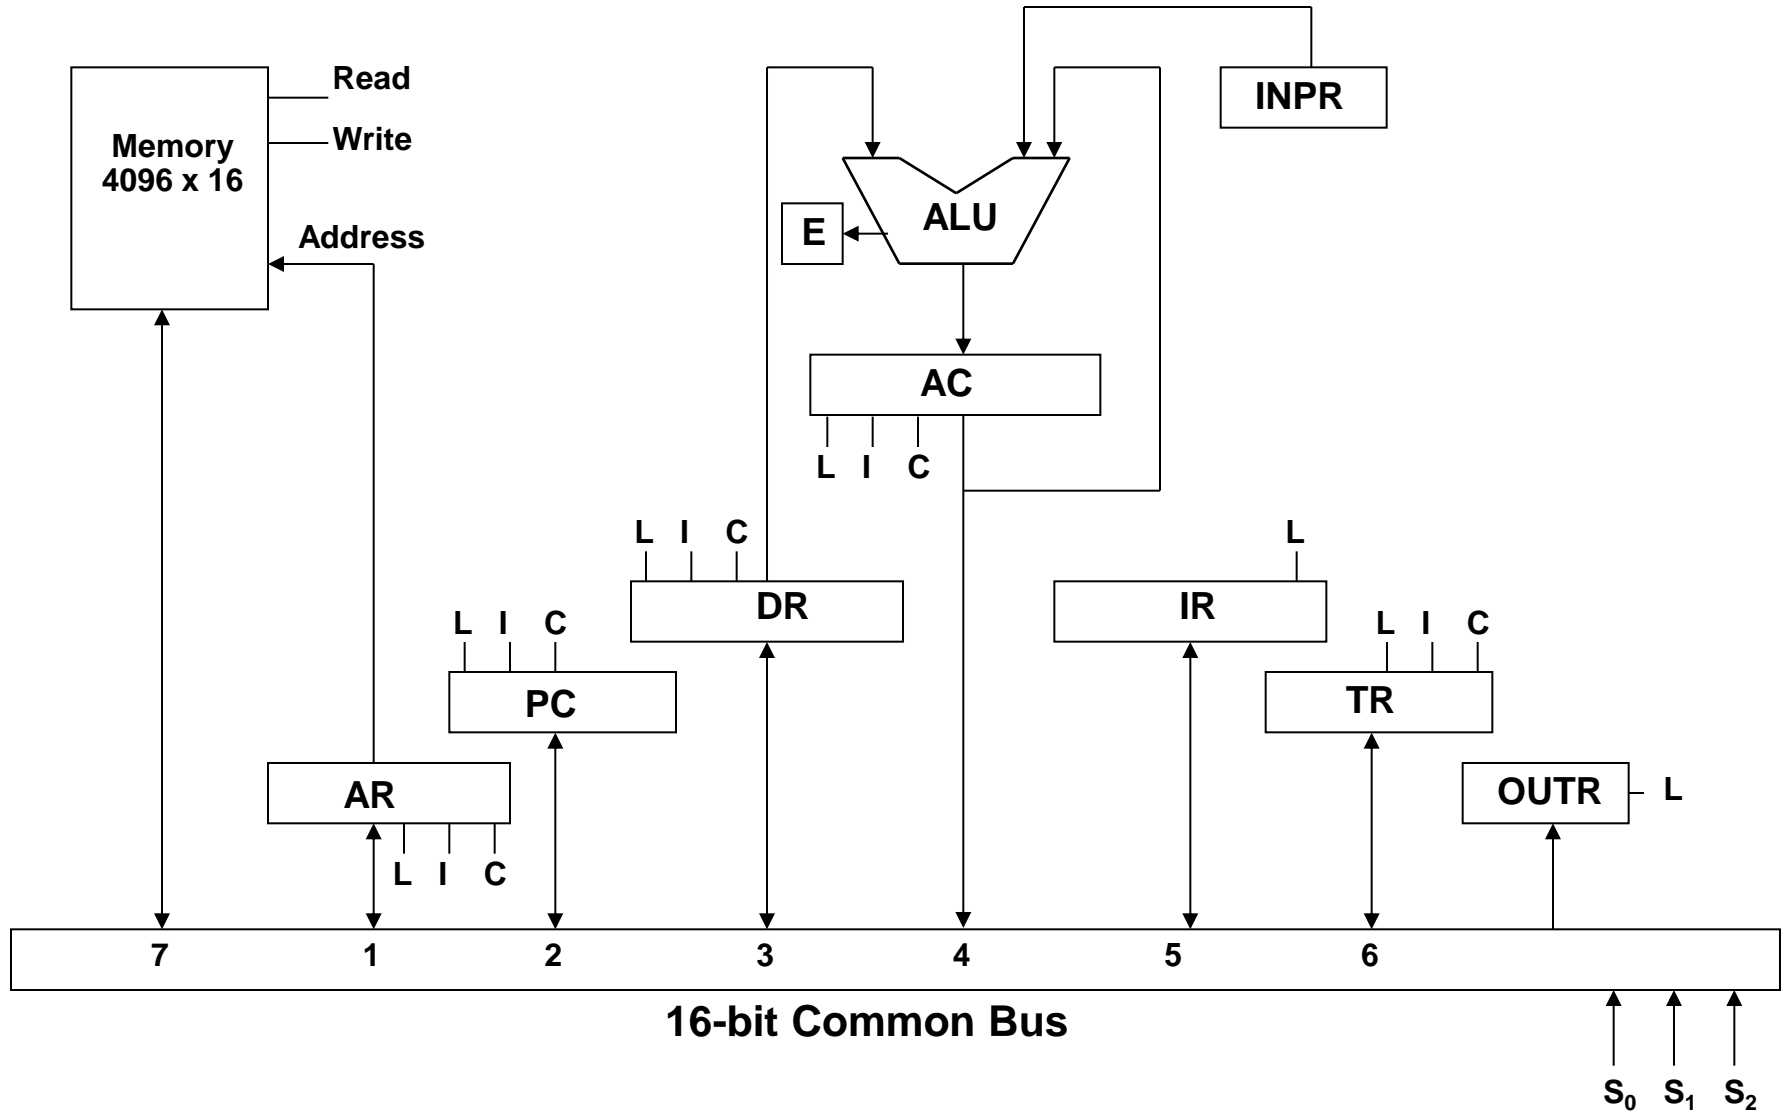 Read
INPR
Write
Memory
4096 x 16
Address
ALU
E
AC
L I C
L I C
L
DR
IR
L I C
L I C
PC
TR
AR
OUTR
L
L I C
7 1 2 3 4 5 6
16-bit Common Bus
S₀ S₁ S₂